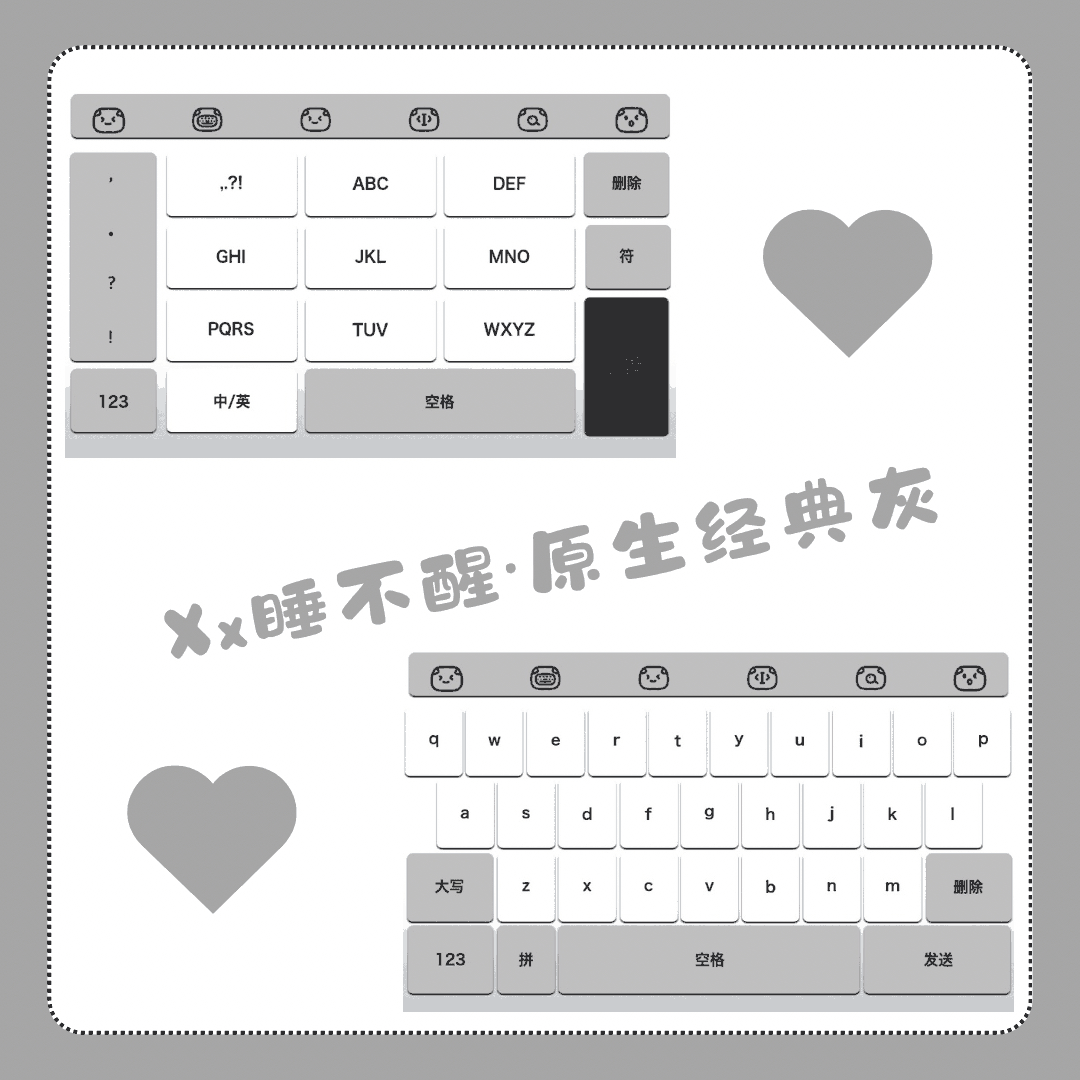 , ,.?! ABC DEF 删除
.
GHI JKL MNO 符
?
PQRS TUV WXYZ
!
123 中/英 空格
Xx睡不醒·原生经典灰
q w e r t y u i o p
a s d f g h j k l
大写 z x c v b n m 删除
123 拼 空格 发送